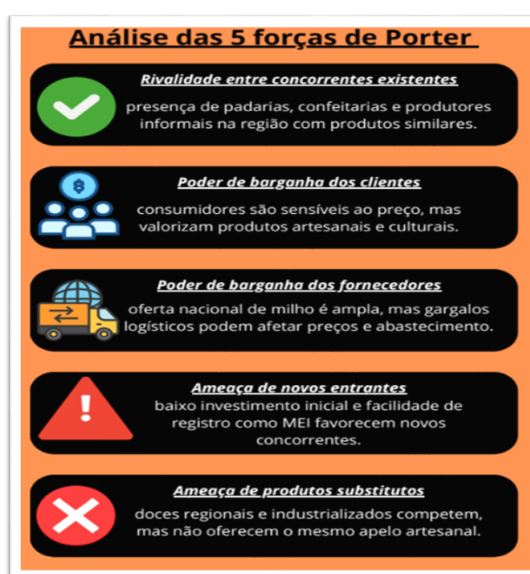 Análise das 5 forças de Porter
Rivalidade entre concorrentes existentes
presença de padarias, confeitarias e produtores
informais na região com produtos similares.
Poder de barganha dos clientes
consumidores são sensíveis ao preço, mas
valorizam produtos artesanais e culturais.
Poder de barganha dos fornecedores
oferta nacional de milho é ampla, mas gargalos
logísticos podem afetar preços e abastecimento.
Ameaça de novos entrantes
baixo investimento inicial e facilidade de
registro como MEI favorecem novos
concorrentes.
Ameaça de produtos substitutos
doces regionais e industrializados competem,
mas não oferecem o mesmo apelo artesanal.